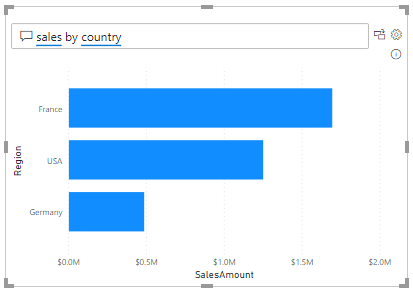 sales by country
France
USA
Germany
Region
$0.0M $0.5M $1.0M $1.5M $2.0M
SalesAmount